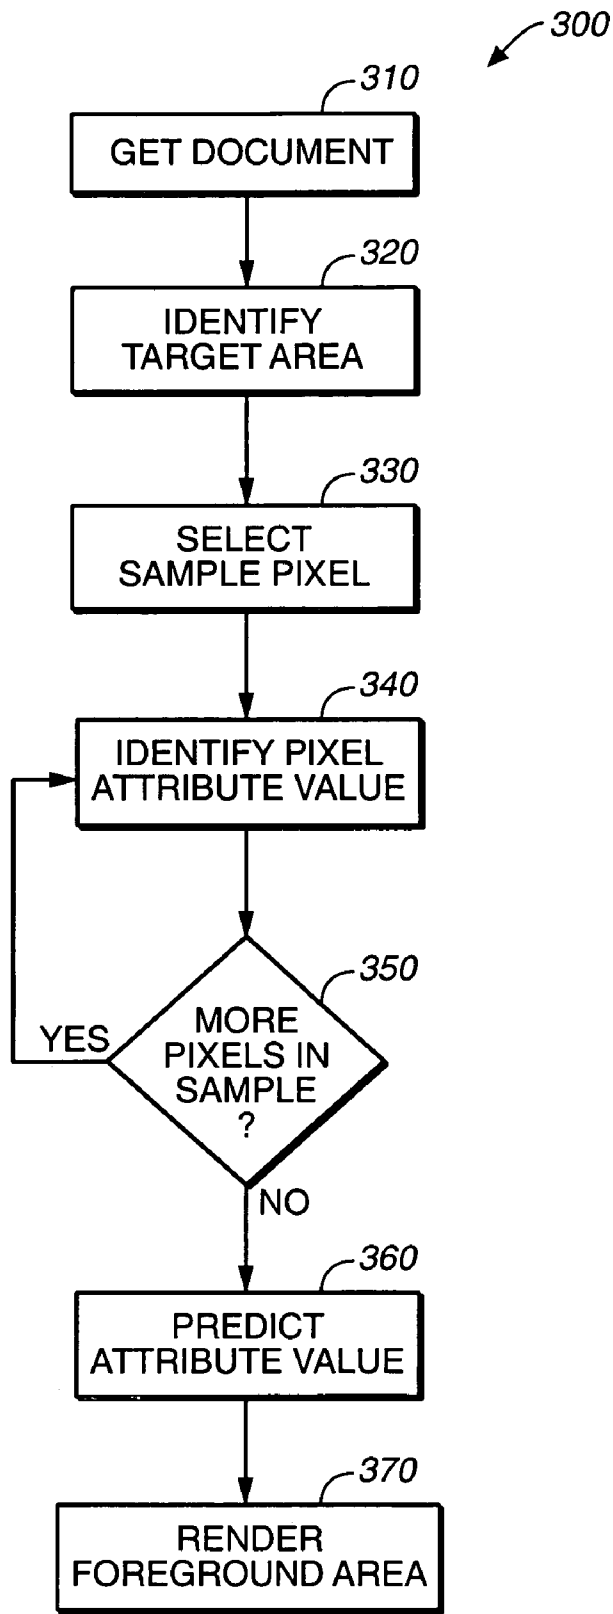 300
310
GET DOCUMENT
320
IDENTIFY
TARGET AREA
330
SELECT
SAMPLE PIXEL
340
IDENTIFY PIXEL
ATTRIBUTE VALUE
350
MORE
PIXELS IN
SAMPLE
?
YES
NO
360
PREDICT
ATTRIBUTE VALUE
370
RENDER
FOREGROUND AREA